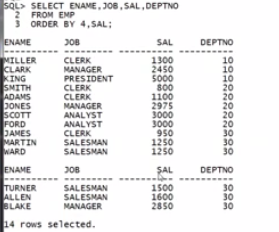 SQL> SELECT ENAME,JOB,SAL,DEPTNO
2 FROM EMP
3 ORDER BY 4,SAL;
ENAME JOB SAL DEPTNO
---------- --------- ---------- ----------
MILLER CLERK 1300 10
CLARK MANAGER 2450 10
KING PRESIDENT 5000 10
SMITH CLERK 800 20
ADAMS CLERK 1100 20
JONES MANAGER 2975 20
SCOTT ANALYST 3000 20
FORD ANALYST 3000 20
JAMES CLERK 950 30
MARTIN SALESMAN 1250 30
WARD SALESMAN 1250 30
ENAME JOB SAL DEPTNO
---------- --------- ---------- ----------
TURNER SALESMAN 1500 30
ALLEN SALESMAN 1600 30
BLAKE MANAGER 2850 30
14 rows selected.